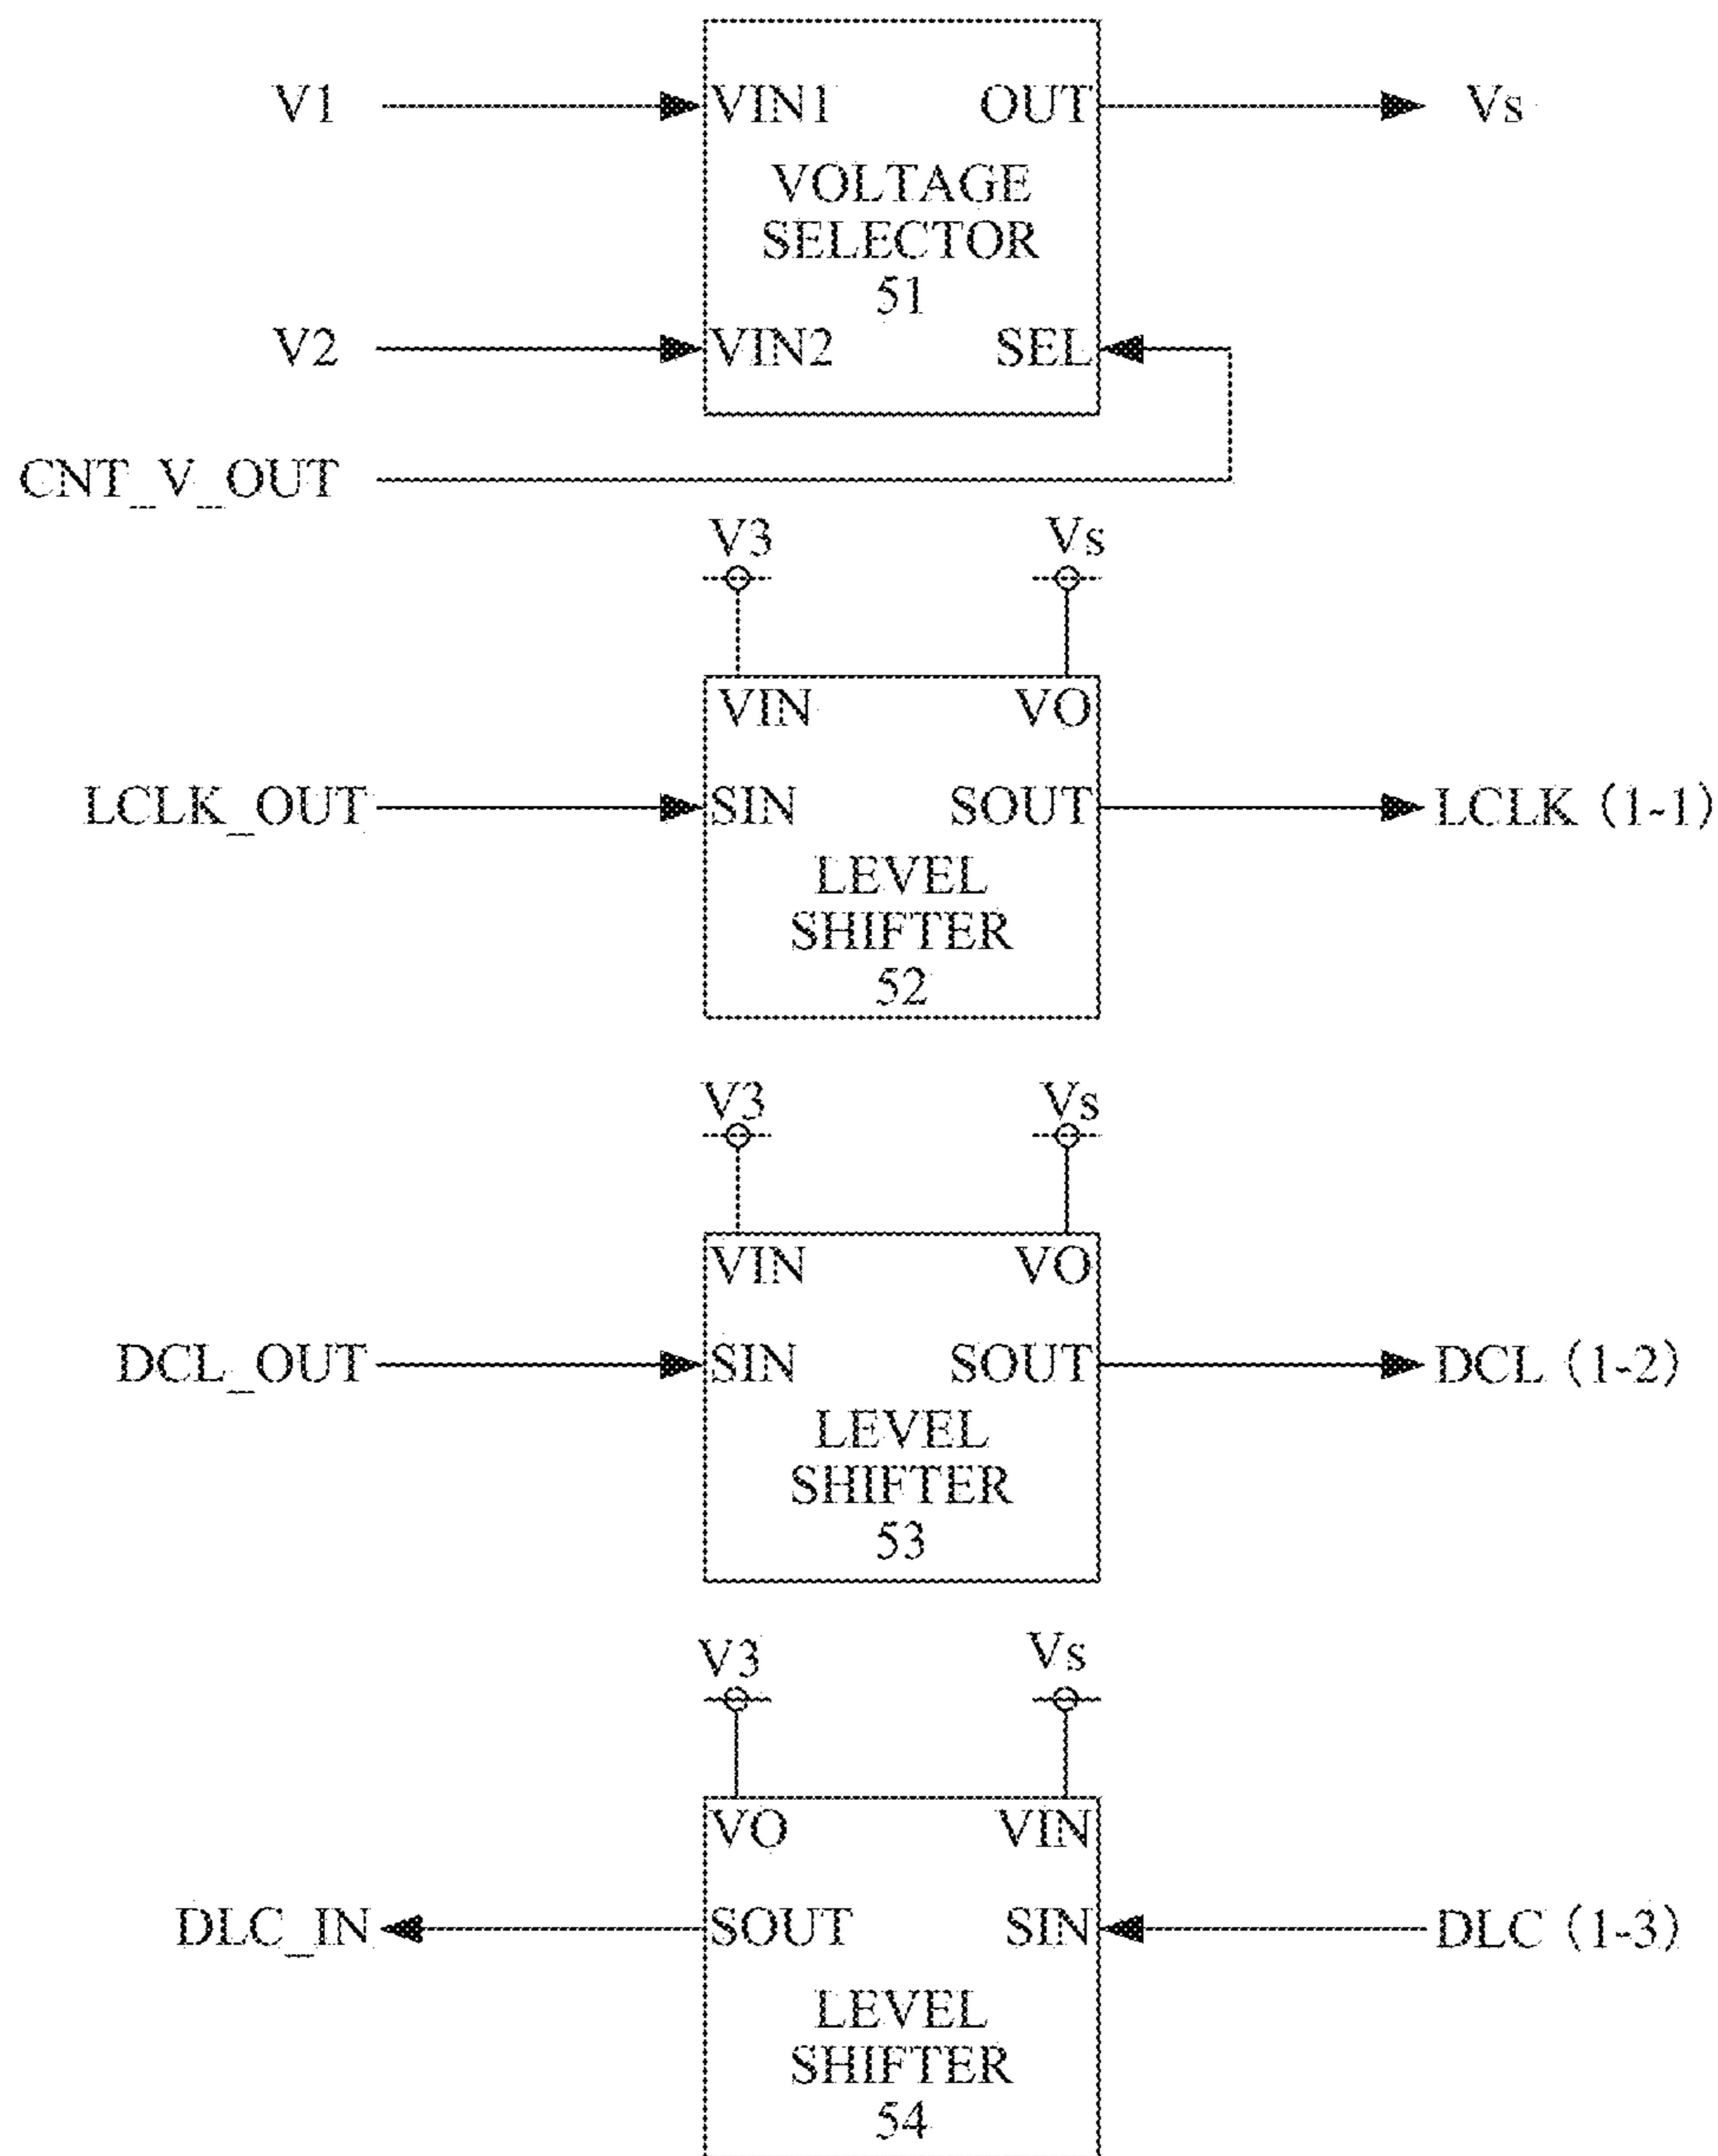 V1
VIN1
OUT
Vs
VOLTAGE
SELECTOR
51
V2
VIN2
SEL
CNT_V_OUT
V3
Vs
VIN
VO
LCLK_OUT
SIN
SOUT
LCLK (1-1)
LEVEL
SHIFTER
52
V3
Vs
VIN
VO
DCL_OUT
SIN
SOUT
DCL (1-2)
LEVEL
SHIFTER
53
V3
Vs
VO
VIN
DLC_IN
SOUT
SIN
DLC (1-3)
LEVEL
SHIFTER
54